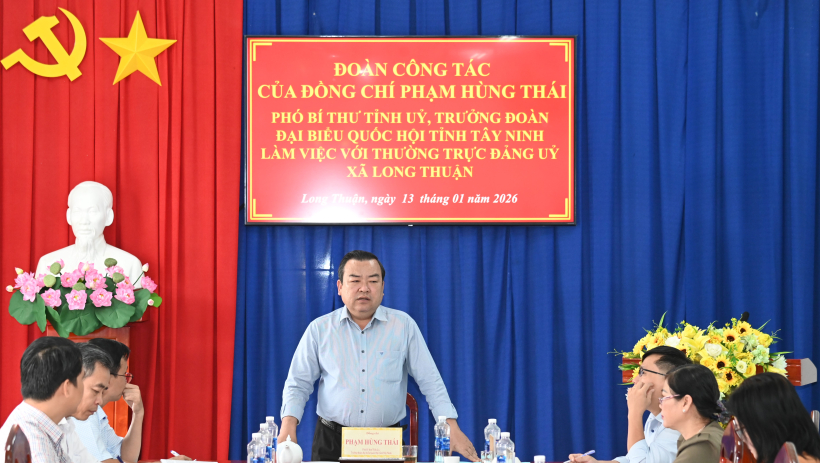 ĐOÀN CÔNG TÁC
CỦA ĐỒNG CHÍ PHẠM HÙNG THÁI
PHÓ BÍ THƯ TỈNH UỶ, TRƯỞNG ĐOÀN
ĐẠI BIỂU QUỐC HỘI TỈNH TÂY NINH
LÀM VIỆC VỚI THƯỜNG TRỰC ĐẢNG UỶ
XÃ LONG THUẬN
Long Thuận, ngày 13 tháng 01 năm 2026
PHẠM HÙNG THÁI